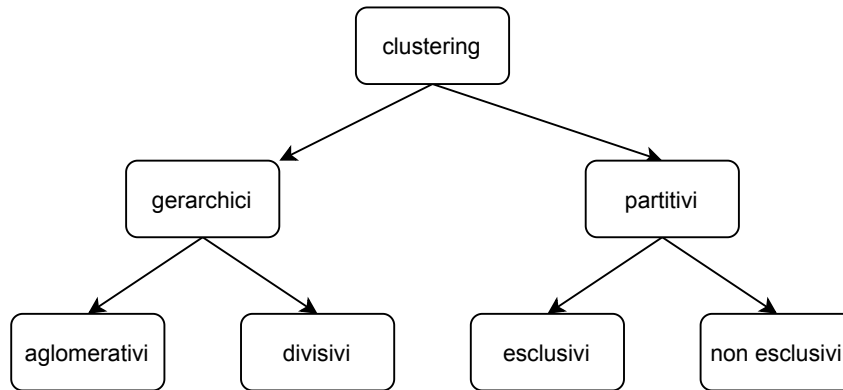 clustering
gerarchici
partitivi
aglomerativi
divisivi
esclusivi
non esclusivi